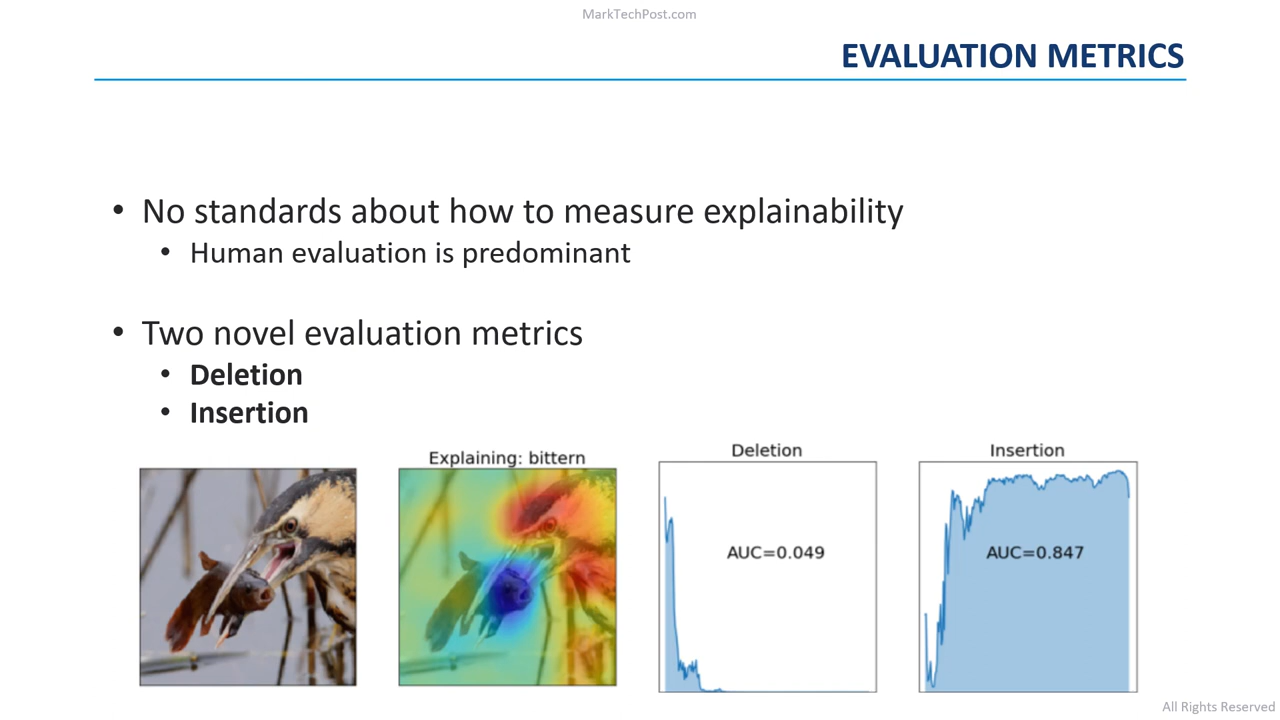 MarkTechPost.com
EVALUATION METRICS
• No standards about how to measure explainability
• Human evaluation is predominant
• Two novel evaluation metrics
• Deletion
• Insertion
Explaining: bittern
Deletion
Insertion
AUC=0.049
AUC=0.847
All Rights Reserved